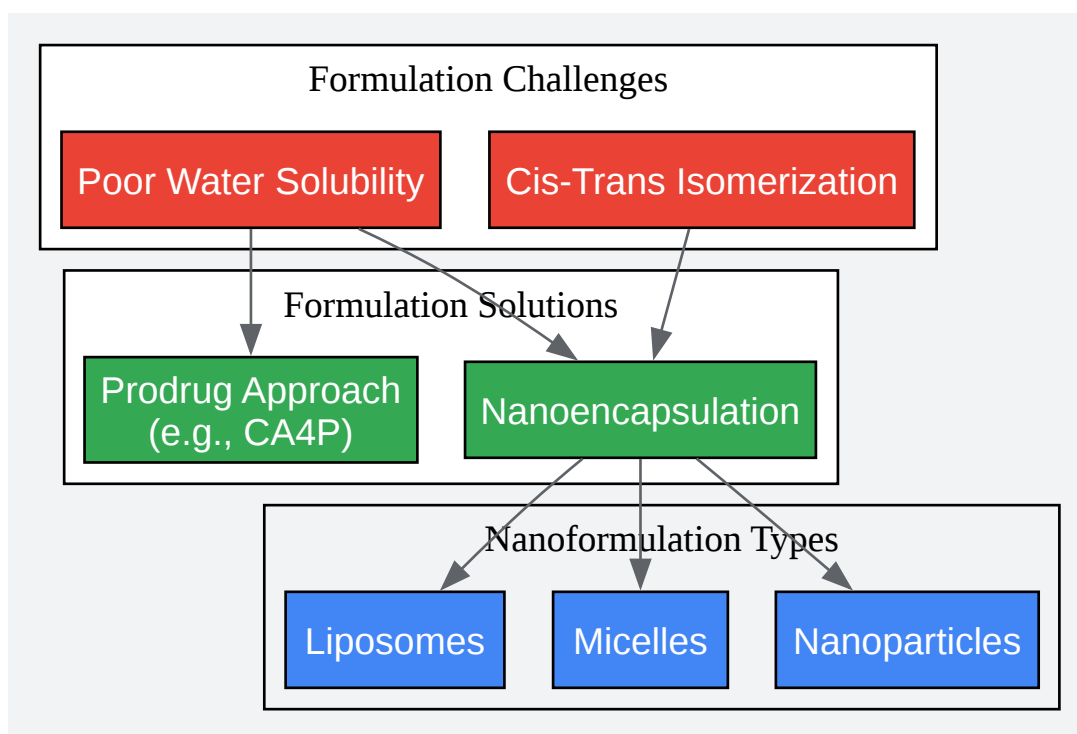 Formulation Challenges
Poor Water Solubility
Cis-Trans Isomerization
Formulation Solutions
Prodrug Approach
(e.g., CA4P)
Nanoencapsulation
Nanoformulation Types
Liposomes
Micelles
Nanoparticles